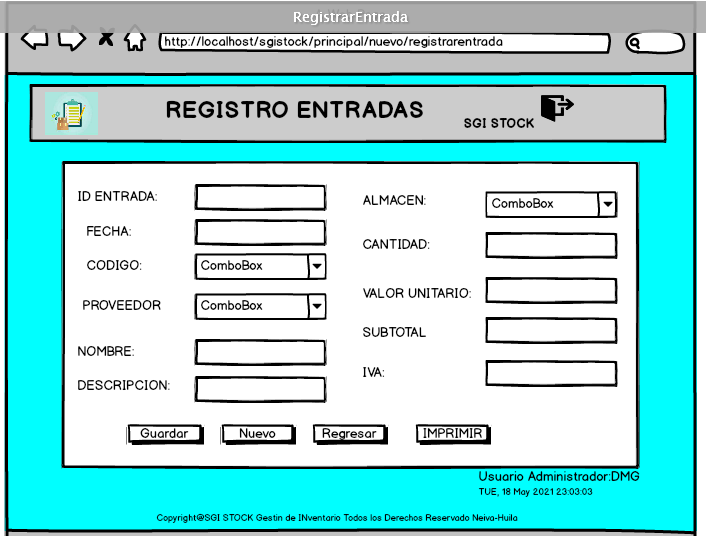 RegistrarEntrada
http://localhost/sgistock/principal/nuevo/registrarentrada
REGISTRO ENTRADAS
SGI STOCK
ID ENTRADA:
ALMACEN:
ComboBox
FECHA:
CANTIDAD:
CODIGO:
ComboBox
VALOR UNITARIO:
PROVEEDOR
ComboBox
SUBTOTAL
NOMBRE:
IVA:
DESCRIPCION:
Guardar
Nuevo
Regresar
IMPRIMIR
Usuario Administrador:DMG
TUE, 18 May 2021 23:03:03
Copyright@SGI STOCK Gestin de INventario Todos los Derechos Reservado Neiva-Huila